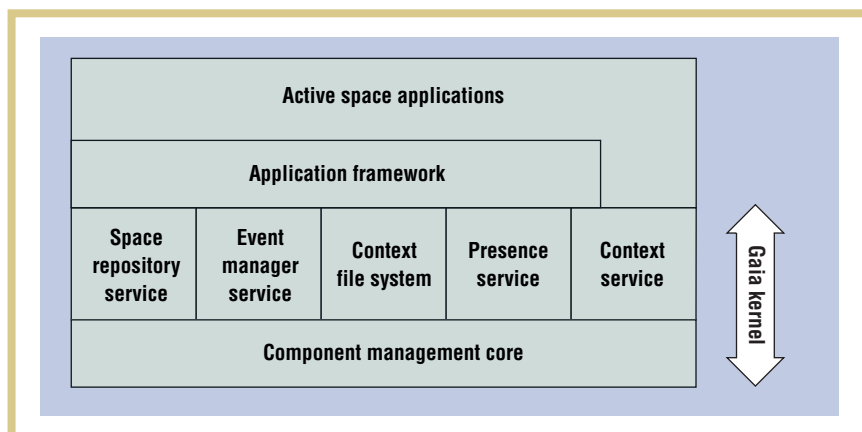 Active space applications
Application framework
Space
repository
service
Event
manager
service
Context
file system
Presence
service
Context
service
Component management core
Gaia kernel